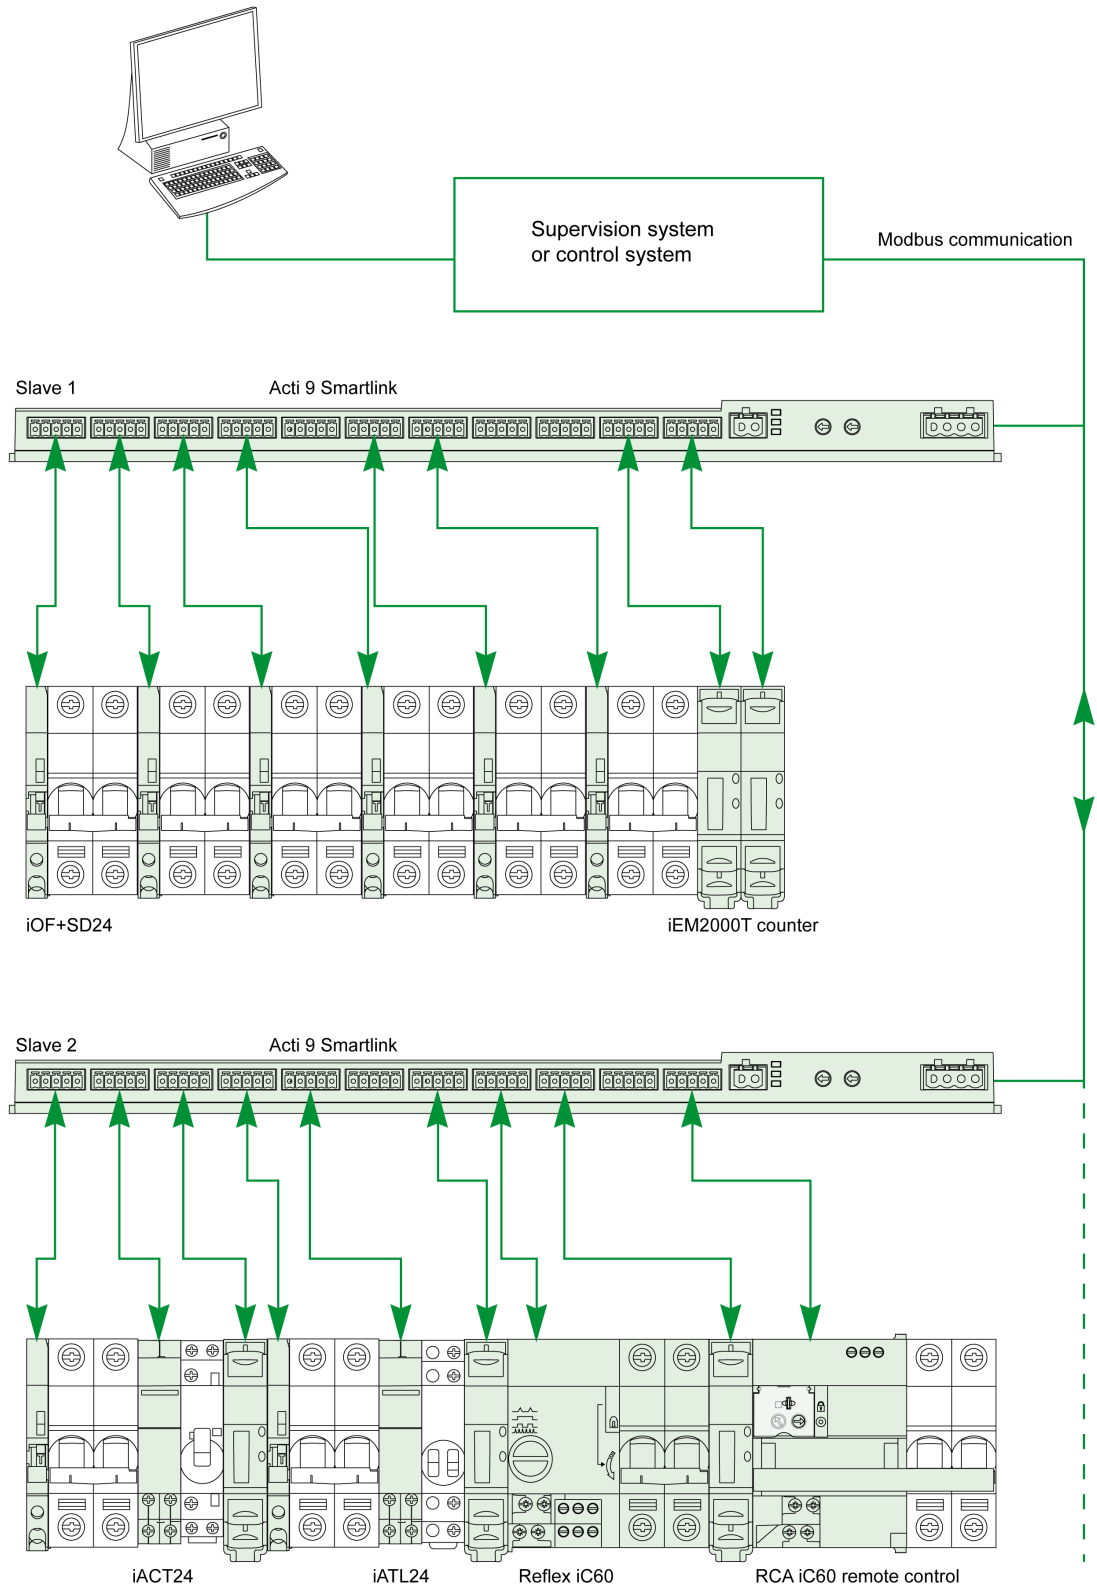 Supervision system
or control system
Modbus communication
Slave 1
Acti 9 Smartlink
iOF+SD24
iEM2000T counter
Slave 2
Acti 9 Smartlink
iACT24
iATL24
Reflex iC60
RCA iC60 remote control